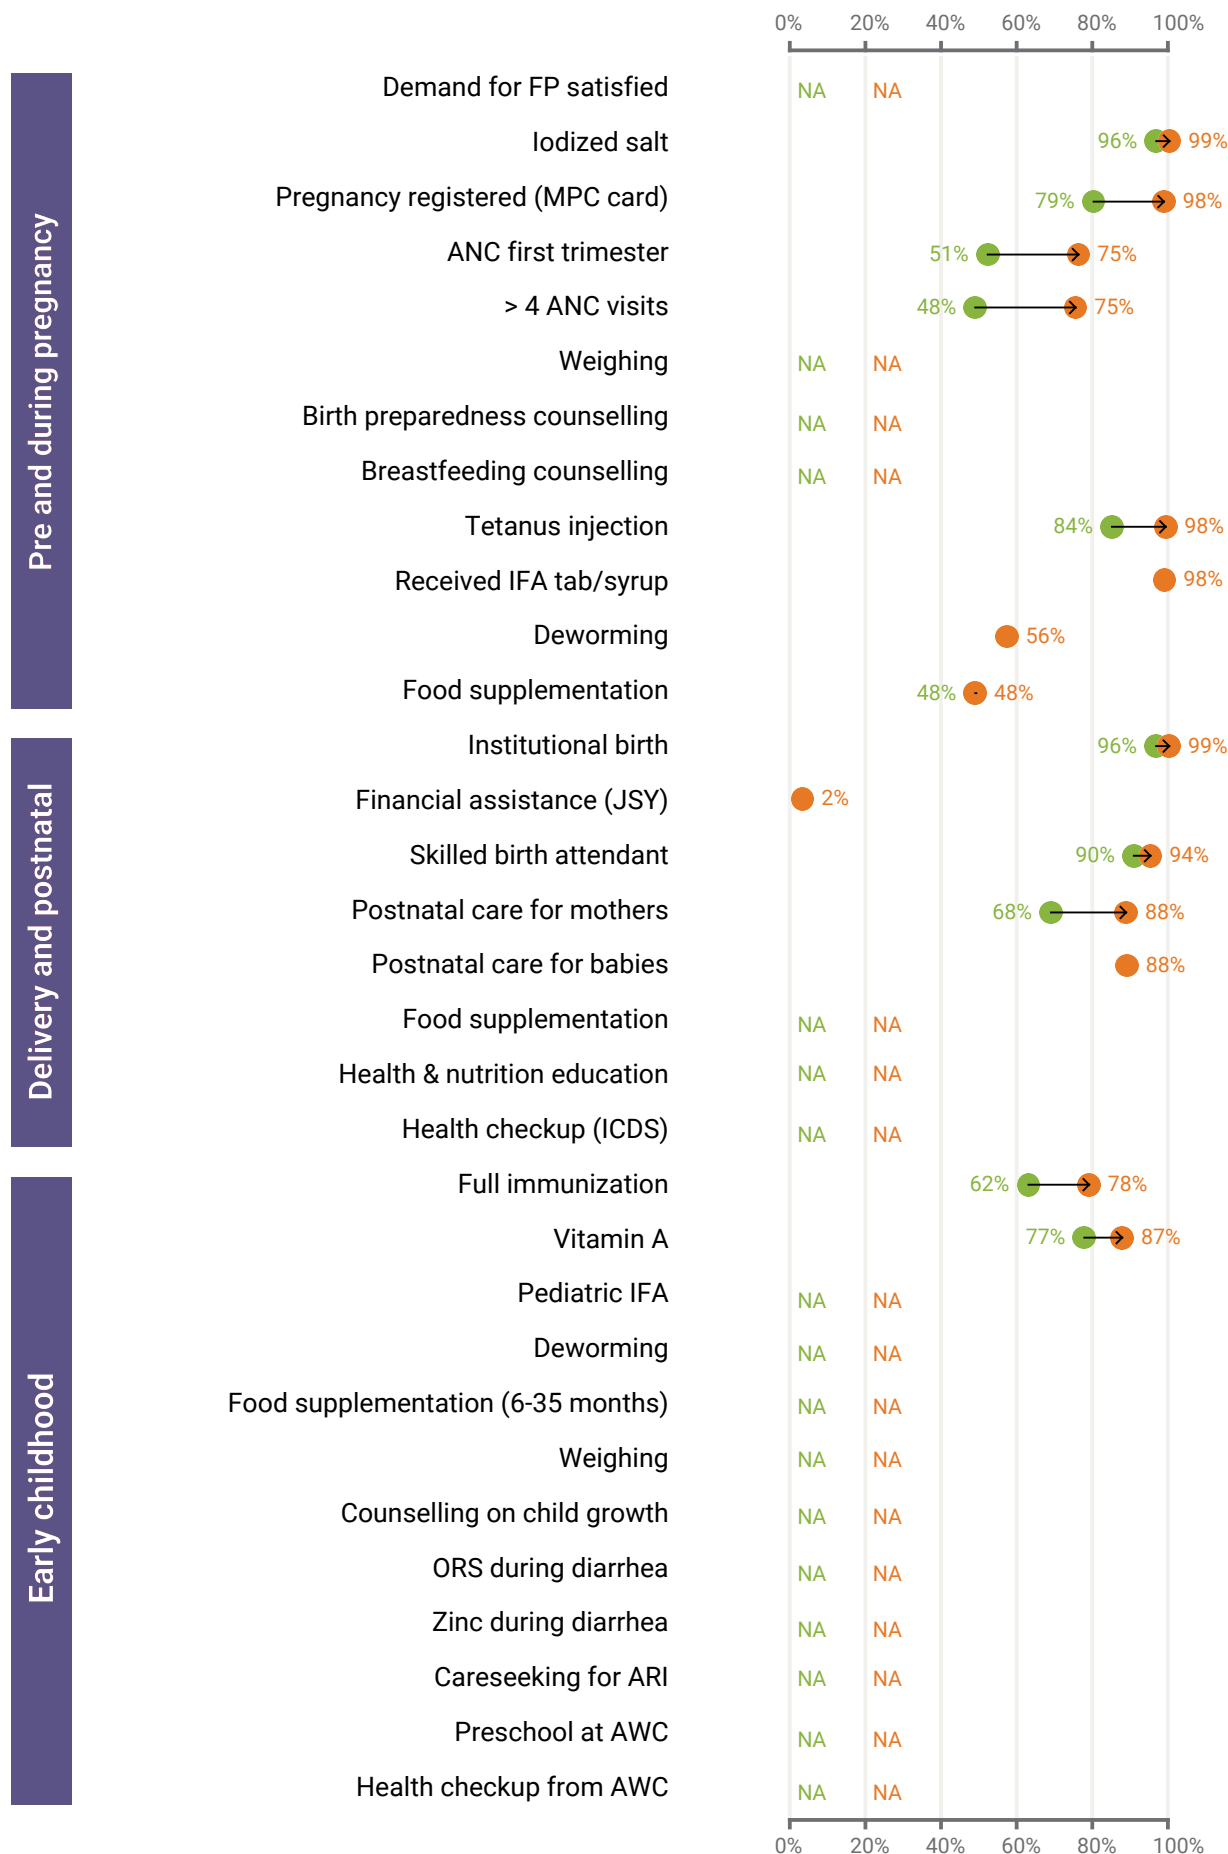 0% 20% 40% 60% 80% 100%
Pre and during pregnancy
Demand for FP satisfied NA NA
Iodized salt 96% 99%
Pregnancy registered (MPC card) 79% 98%
ANC first trimester 51% 75%
> 4 ANC visits 48% 75%
Weighing NA NA
Birth preparedness counselling NA NA
Breastfeeding counselling NA NA
Tetanus injection 84% 98%
Received IFA tab/syrup 98%
Deworming 56%
Food supplementation 48% 48%
Delivery and postnatal
Institutional birth 96% 99%
Financial assistance (JSY) 2%
Skilled birth attendant 90% 94%
Postnatal care for mothers 68% 88%
Postnatal care for babies 88%
Food supplementation NA NA
Health & nutrition education NA NA
Health checkup (ICDS) NA NA
Early childhood
Full immunization 62% 78%
Vitamin A 77% 87%
Pediatric IFA NA NA
Deworming NA NA
Food supplementation (6-35 months) NA NA
Weighing NA NA
Counselling on child growth NA NA
ORS during diarrhea NA NA
Zinc during diarrhea NA NA
Careseeking for ARI NA NA
Preschool at AWC NA NA
Health checkup from AWC NA NA
0% 20% 40% 60% 80% 100%